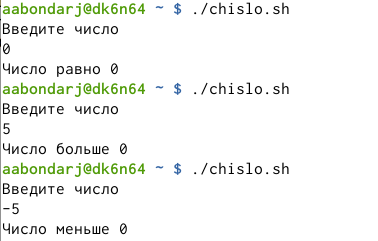 aabondarj@dk6n64 ~ $ ./chislo.sh
Введите число
0
Число равно 0
aabondarj@dk6n64 ~ $ ./chislo.sh
Введите число
5
Число больше 0
aabondarj@dk6n64 ~ $ ./chislo.sh
Введите число
-5
Число меньше 0